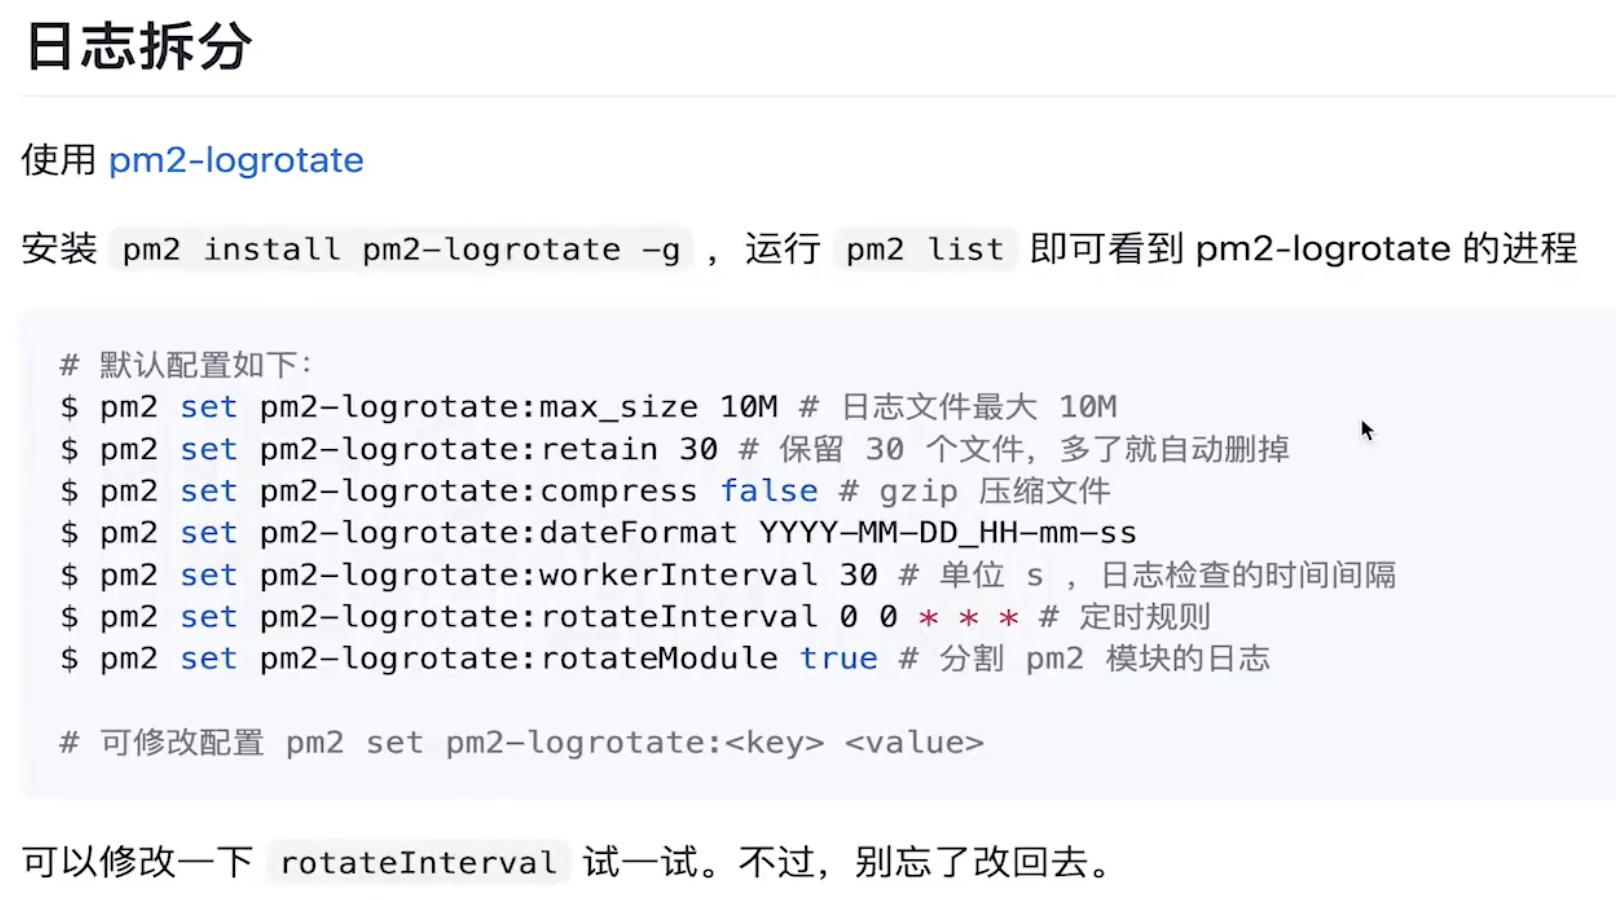 日志拆分
使用 pm2-logrotate
安装 pm2 install pm2-logrotate -g ，运行 pm2 list 即可看到 pm2-logrotate 的进程
# 默认配置如下：
$ pm2 set pm2-logrotate:max_size 10M # 日志文件最大 10M
$ pm2 set pm2-logrotate:retain 30 # 保留 30 个文件，多了就自动删掉
$ pm2 set pm2-logrotate:compress false # gzip 压缩文件
$ pm2 set pm2-logrotate:dateFormat YYYY-MM-DD_HH-mm-ss
$ pm2 set pm2-logrotate:workerInterval 30 # 单位 s ，日志检查的时间间隔
$ pm2 set pm2-logrotate:rotateInterval 0 0 * * * # 定时规则
$ pm2 set pm2-logrotate:rotateModule true # 分割 pm2 模块的日志
# 可修改配置 pm2 set pm2-logrotate:<key> <value>
可以修改一下 rotateInterval 试一试。不过，别忘了改回去。